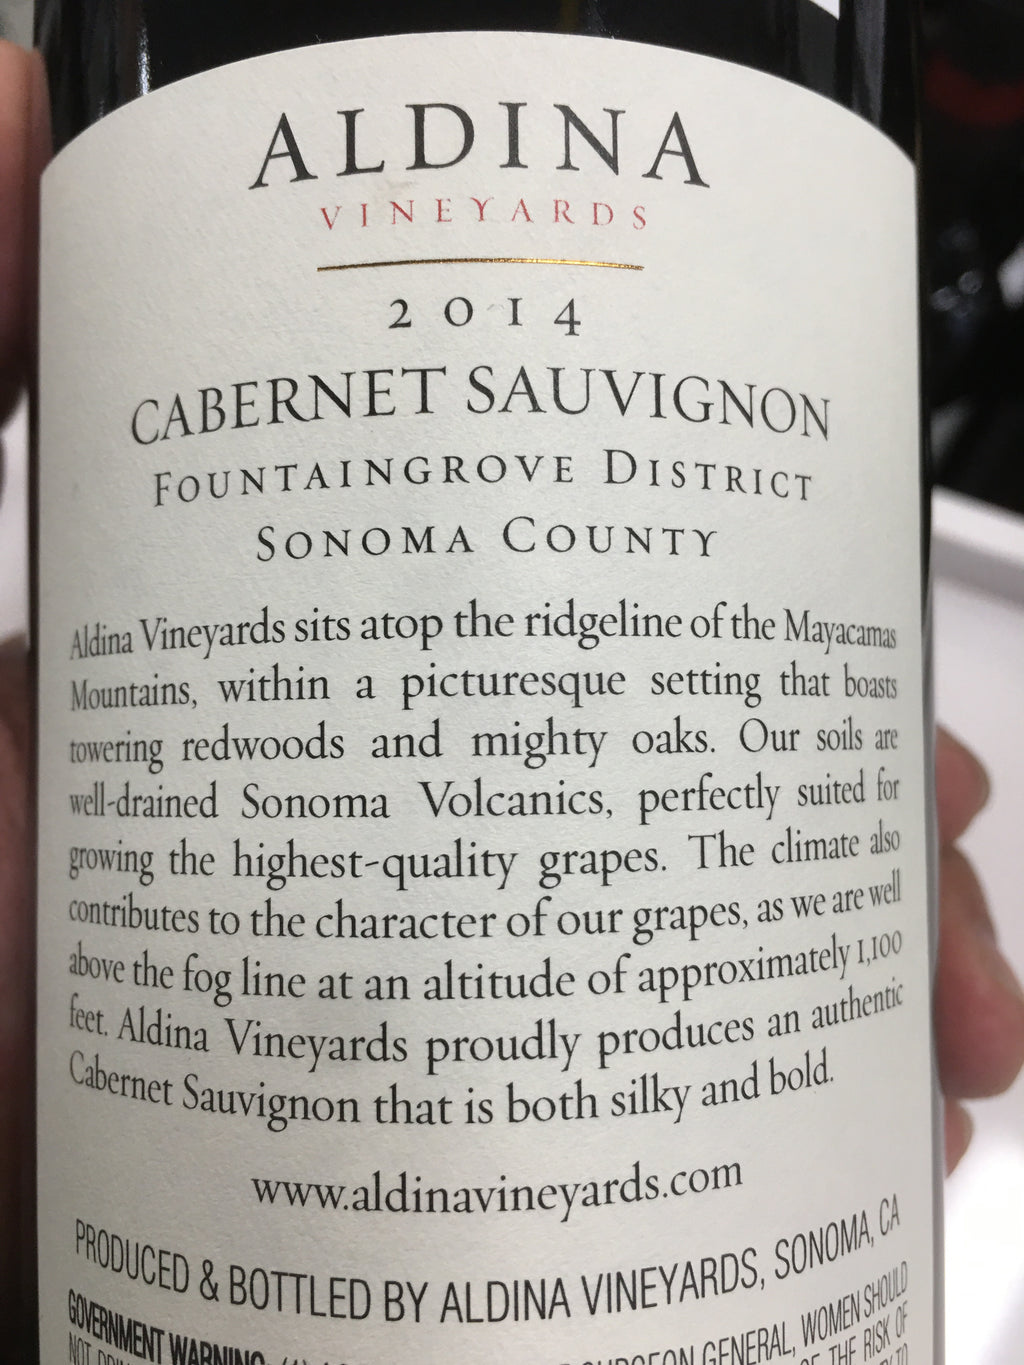 ALDINA
VINEYARDS
2014
CABERNET SAUVIGNON
FOUNTAINGROVE DISTRICT
SONOMA COUNTY
Aldina Vineyards sits atop the ridgeline of the Mayacamas
Mountains, within a picturesque setting that boasts
towering redwoods and mighty oaks. Our soils are
well-drained Sonoma Volcanics, perfectly suited for
growing the highest-quality grapes. The climate also
contributes to the character of our grapes, as we are well
above the fog line at an altitude of approximately 1,100
feet. Aldina Vineyards proudly produces an authentic
Cabernet Sauvignon that is both silky and bold.
www.aldinavineyards.com
PRODUCED & BOTTLED BY ALDINA VINEYARDS, SONOMA, CA
GOVERNMENT WARNING: GENERAL, WOMEN SHOULD
NOT THE RISK OF